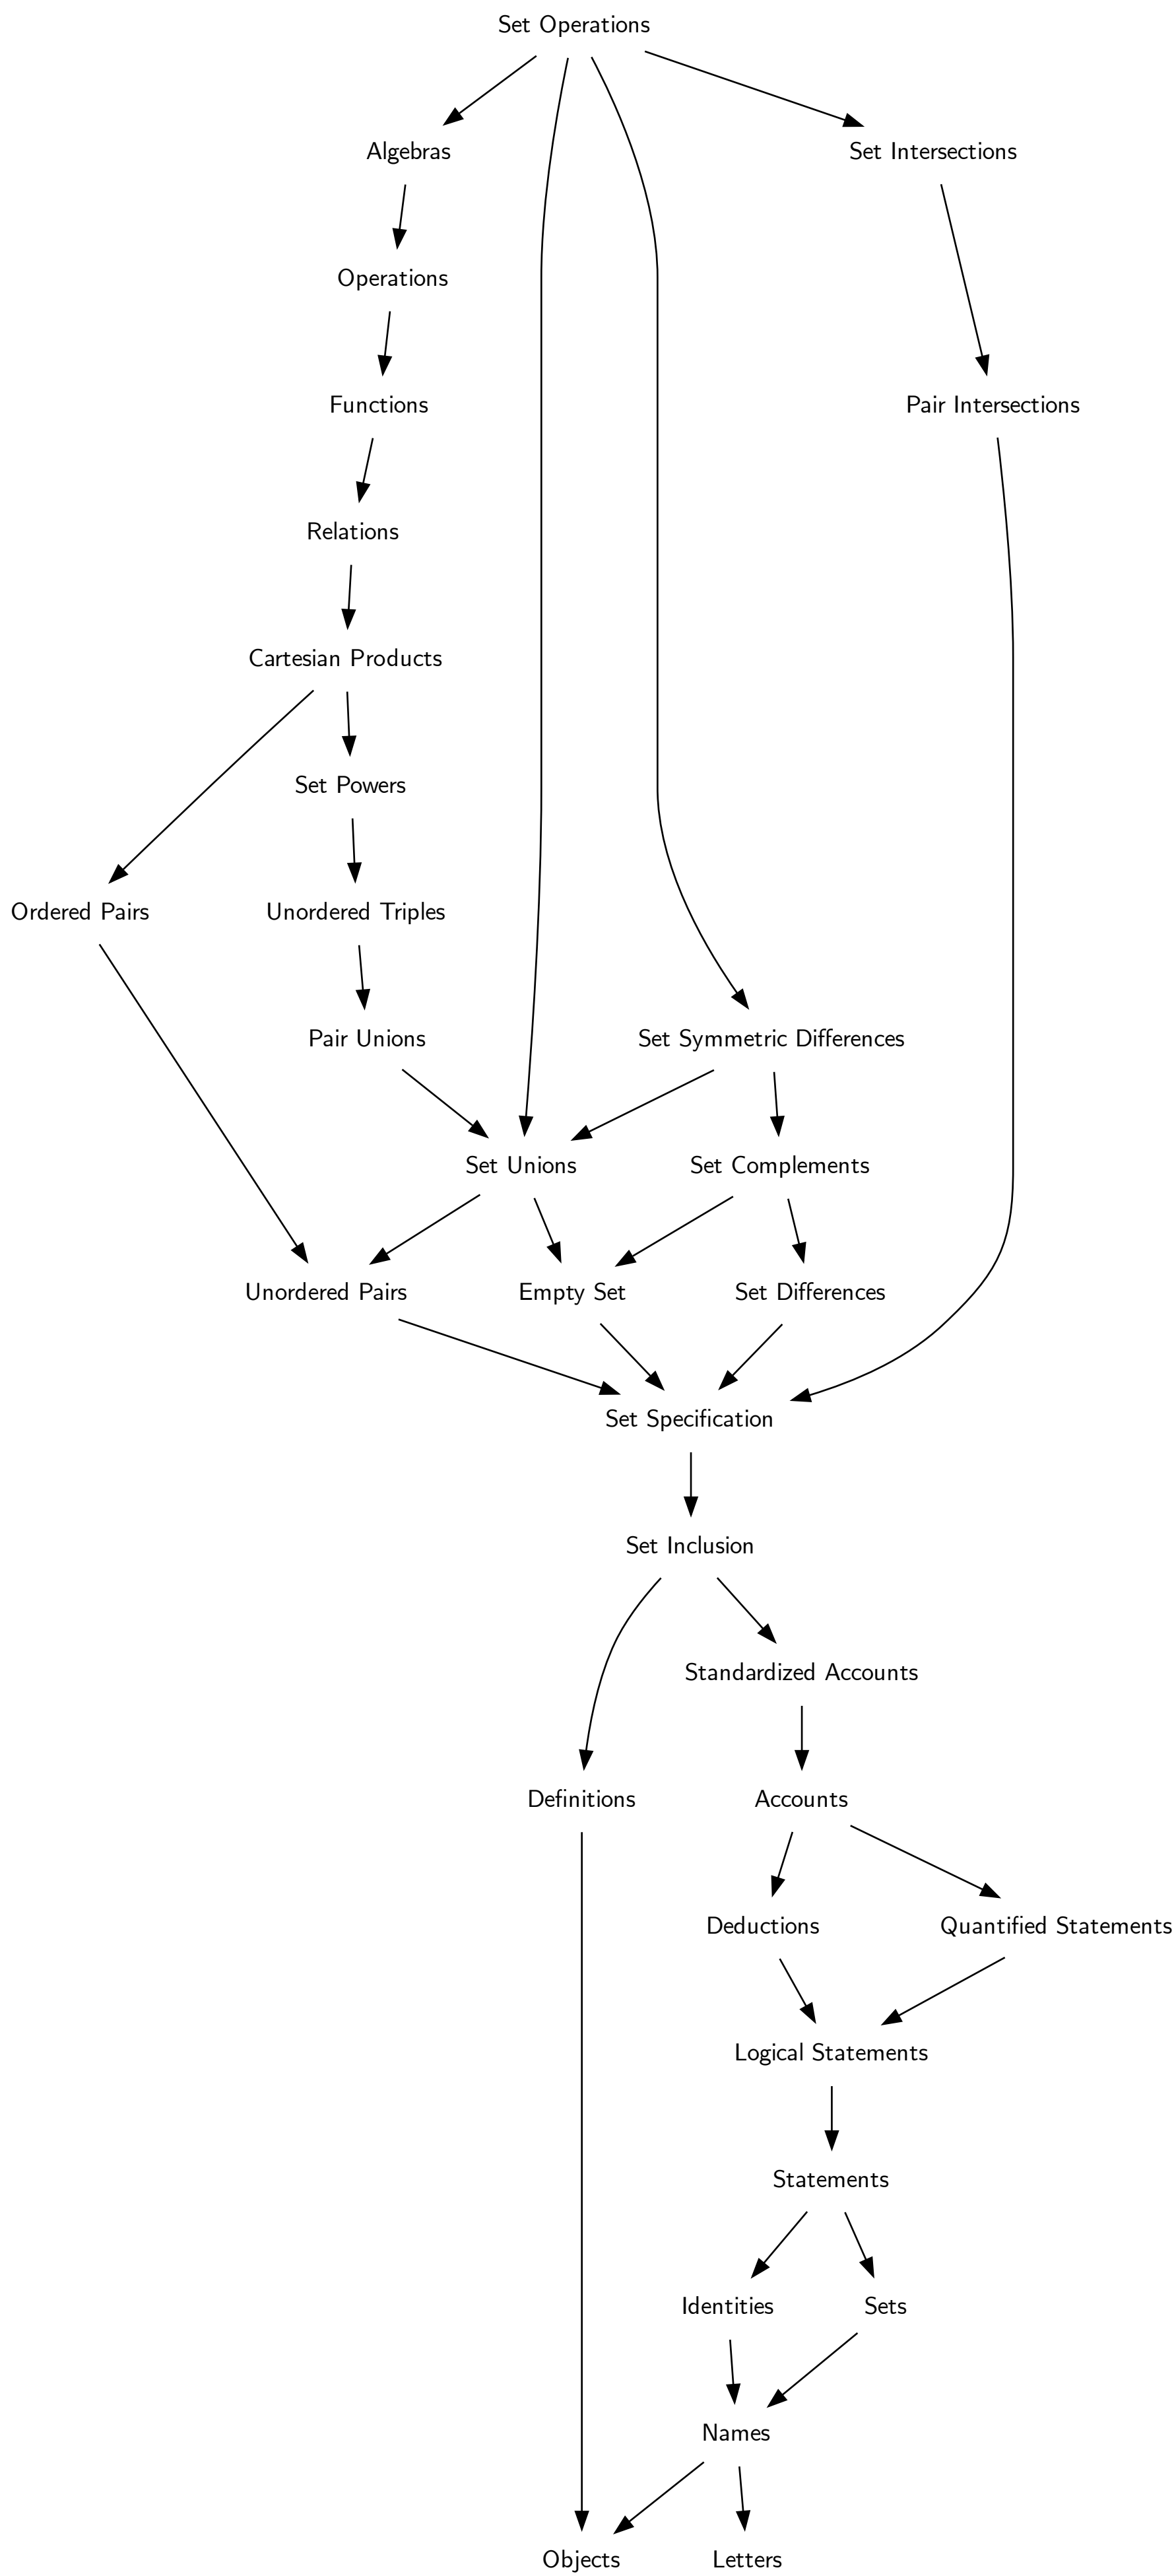 Set Operations
Algebras
Set Intersections
Operations
Functions
Pair Intersections
Relations
Cartesian Products
Set Powers
Ordered Pairs
Unordered Triples
Pair Unions
Set Symmetric Differences
Set Unions
Set Complements
Unordered Pairs
Empty Set
Set Differences
Set Specification
Set Inclusion
Standardized Accounts
Definitions
Accounts
Deductions
Quantified Statements
Logical Statements
Statements
Identities
Sets
Names
Objects
Letters